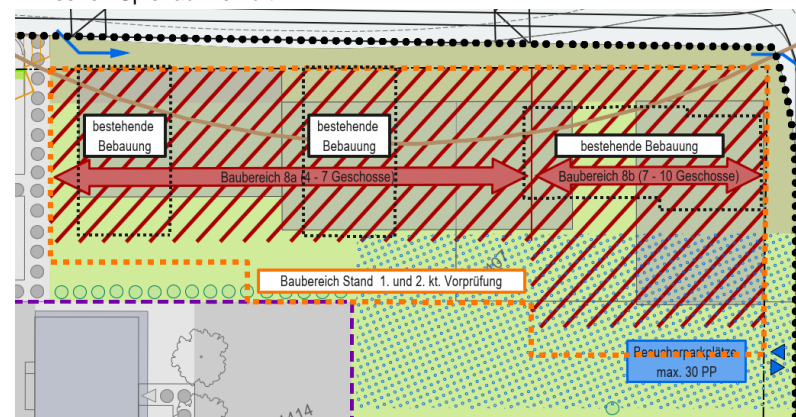 bestehende
Bebauung
bestehende
Bebauung
bestehende Bebauung
Baubereich 8a (4 - 7 Geschosse)
Baubereich 8b (7 - 10 Geschosse)
Baubereich Stand 1. und 2. kt. Vorprüfung
Besucherparkplätze
max. 30 PP